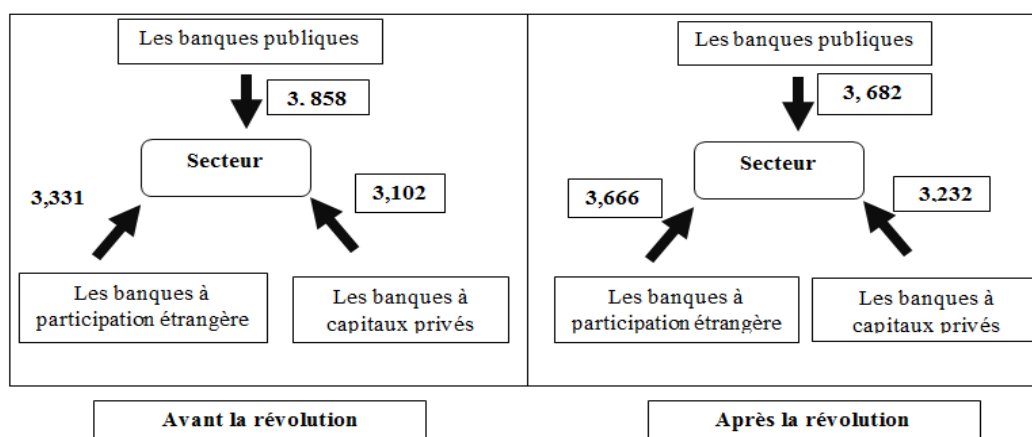 Les banques publiques
3. 858
Secteur
3,331
3,102
Les banques à
participation étrangère
Les banques à
capitaux privés
Avant la révolution
Les banques publiques
3, 682
Secteur
3,666
3.232
Les banques à
participation étrangère
Les banques à
capitaux privés
Après la révolution